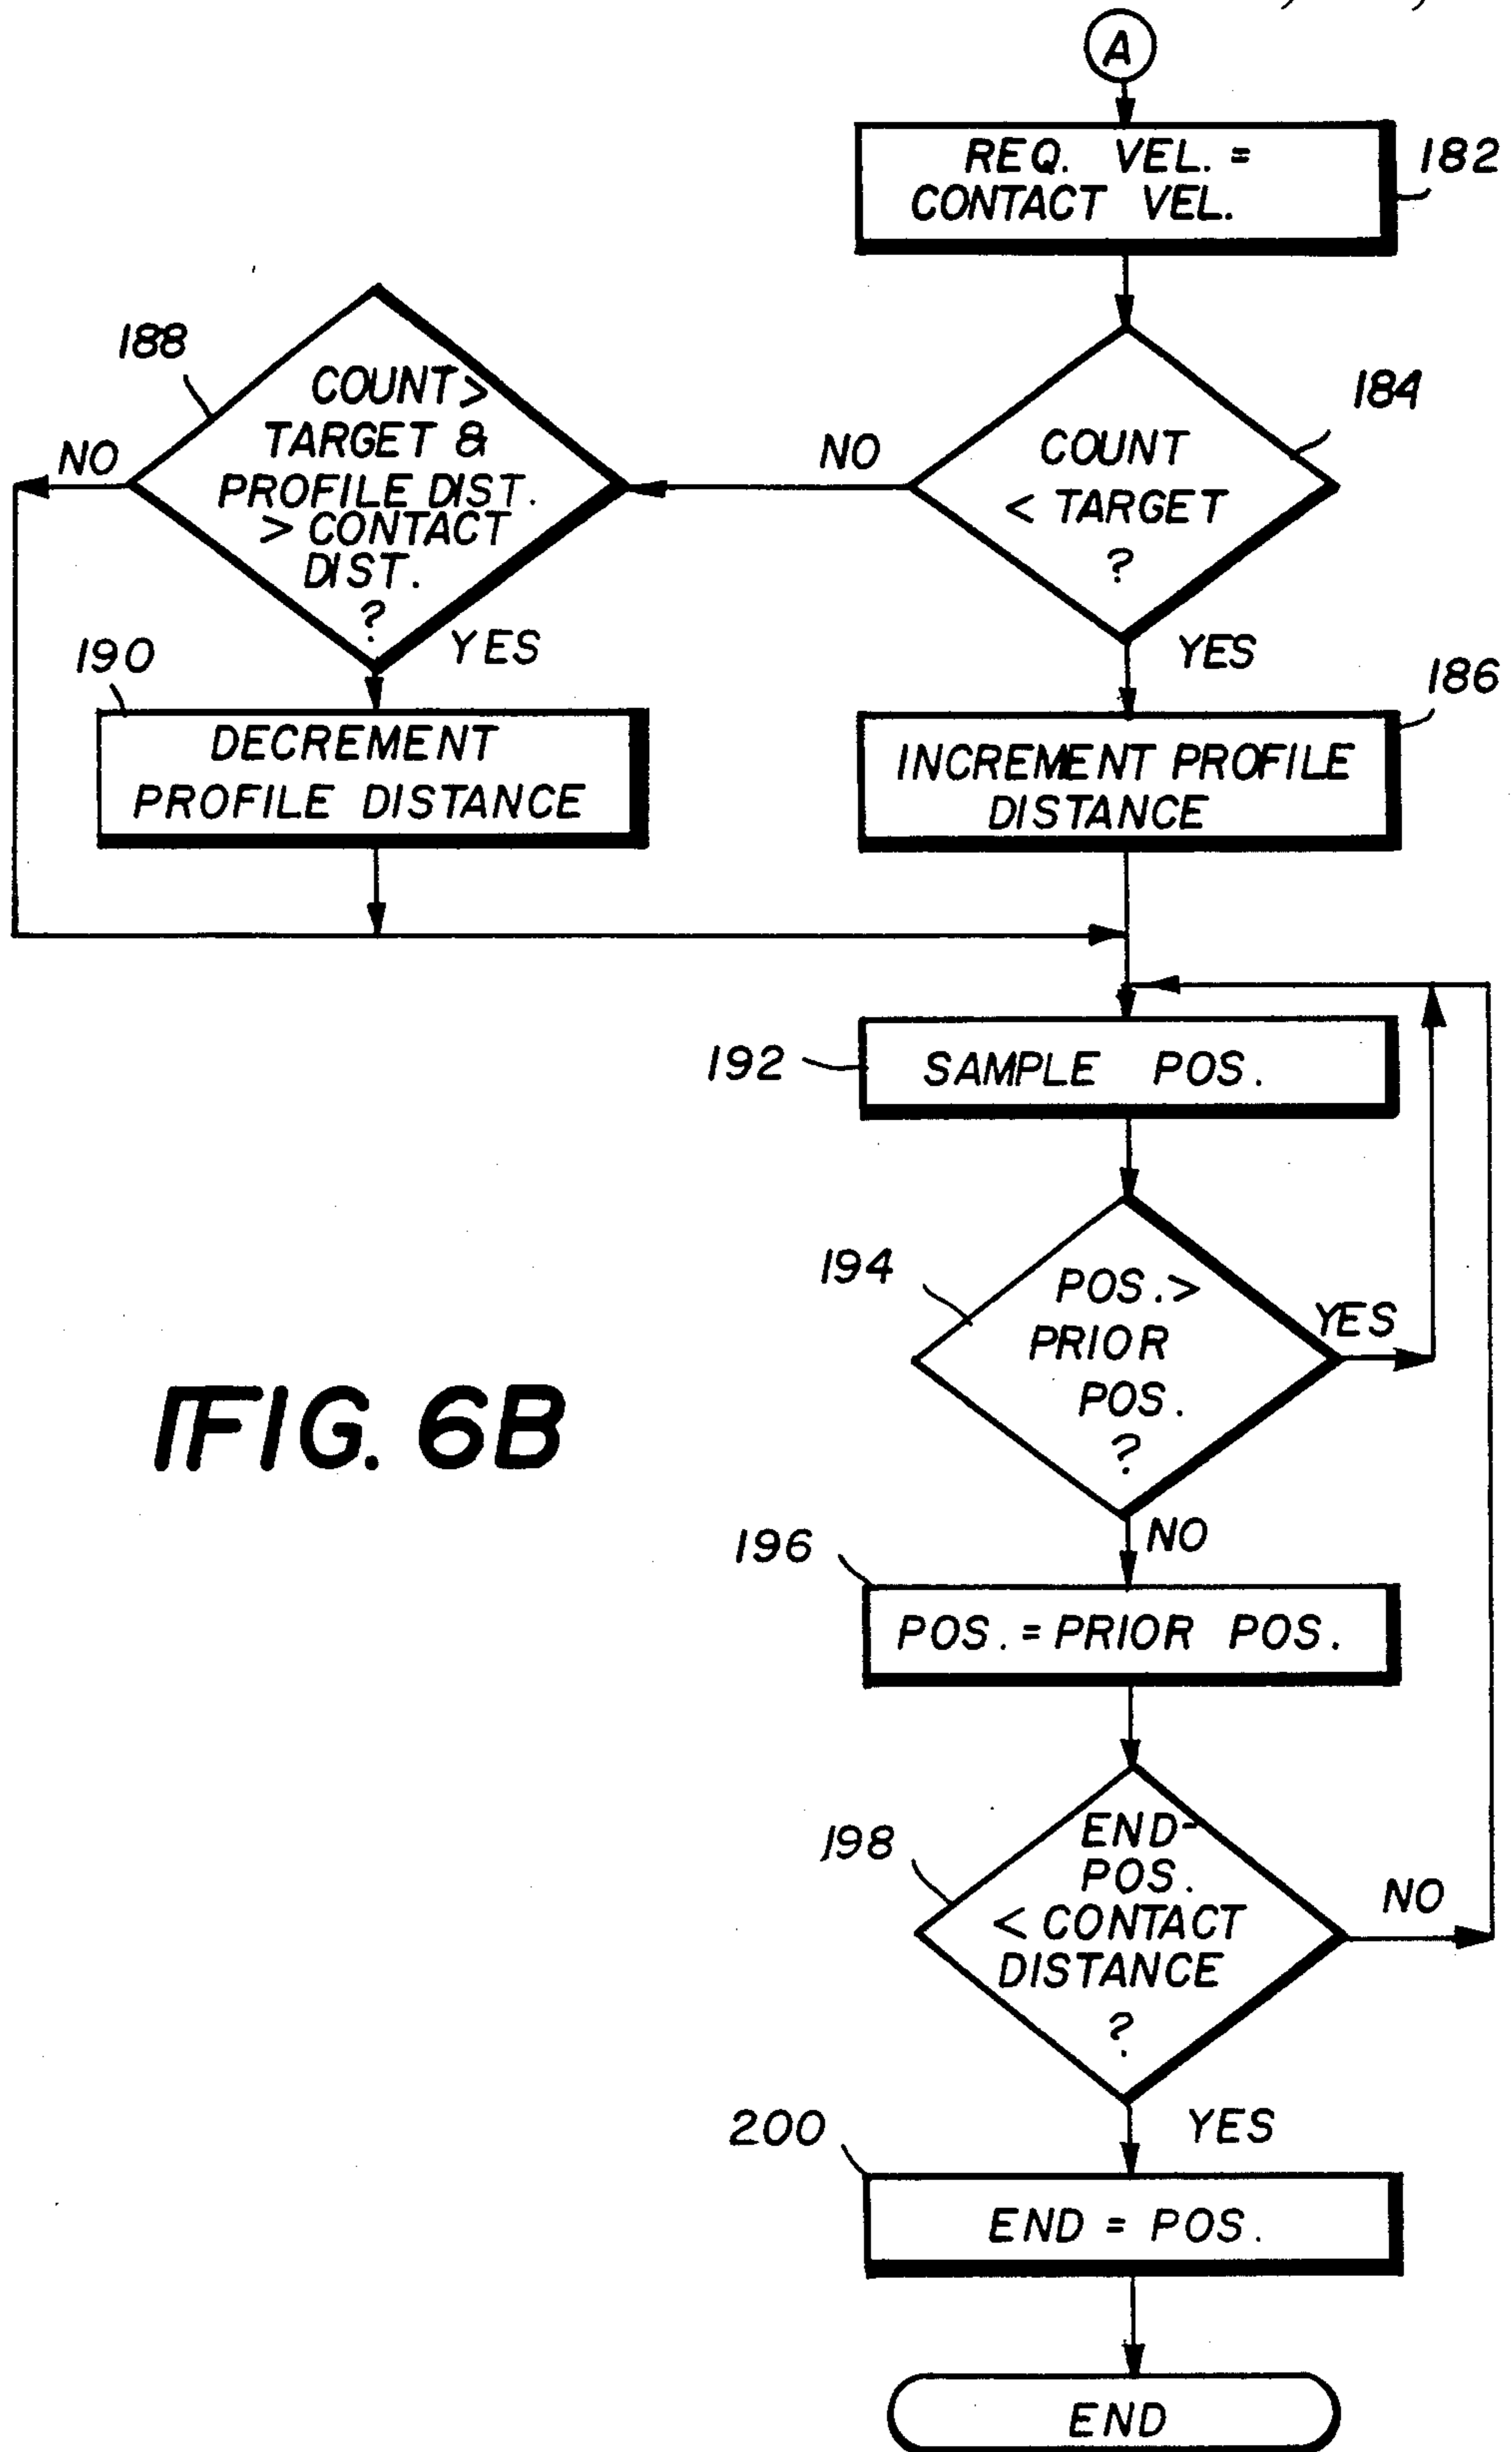 A
REQ. VEL. =
CONTACT VEL.
182
188
COUNT >
TARGET &
PROFILE DIST.
> CONTACT
DIST.
?
NO
YES
NO
184
COUNT
< TARGET
?
YES
190
DECREMENT
PROFILE DISTANCE
186
INCREMENT PROFILE
DISTANCE
192
SAMPLE POS.
194
POS. >
PRIOR
POS.
?
YES
NO
FIG. 6B
196
POS. = PRIOR POS.
198
END-
POS.
< CONTACT
DISTANCE
?
NO
YES
200
END = POS.
END